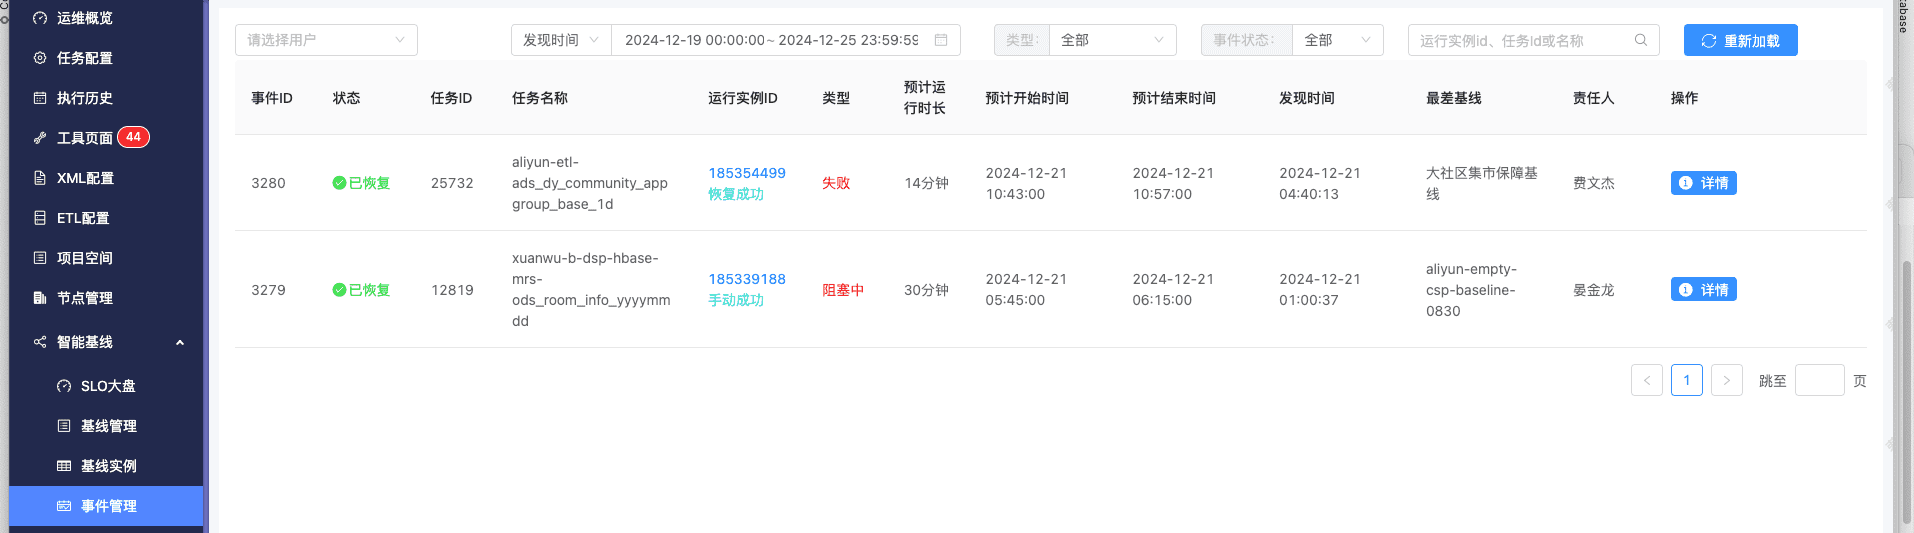 运维概览
任务配置
执行历史
工具页面 44
XML配置
ETL配置
项目空间
节点管理
智能基线
SLO大盘
基线管理
基线实例
事件管理
请选择用户
发现时间 2024-12-19 00:00:00 ~ 2024-12-25 23:59:59
类型: 全部
事件状态: 全部
运行实例id、任务Id或名称
重新加载
事件ID 状态 任务ID 任务名称 运行实例ID 类型 预计运行时长 预计开始时间 预计结束时间 发现时间 最差基线 责任人 操作
3280
已恢复
25732
aliyun-etl-
ads_dy_community_app
group_base_1d
185354499
恢复成功
失败
14分钟
2024-12-21
10:43:00
2024-12-21
10:57:00
2024-12-21
04:40:13
大社区集市保障基
线
费文杰
详情
3279
已恢复
12819
xuanwu-b-dsp-hbase-
mrs-
ods_room_info_yyyymm
dd
185339188
手动成功
阻塞中
30分钟
2024-12-21
05:45:00
2024-12-21
06:15:00
2024-12-21
01:00:37
aliyun-empty-
csp-baseline-
0830
晏金龙
详情
1
跳至 页